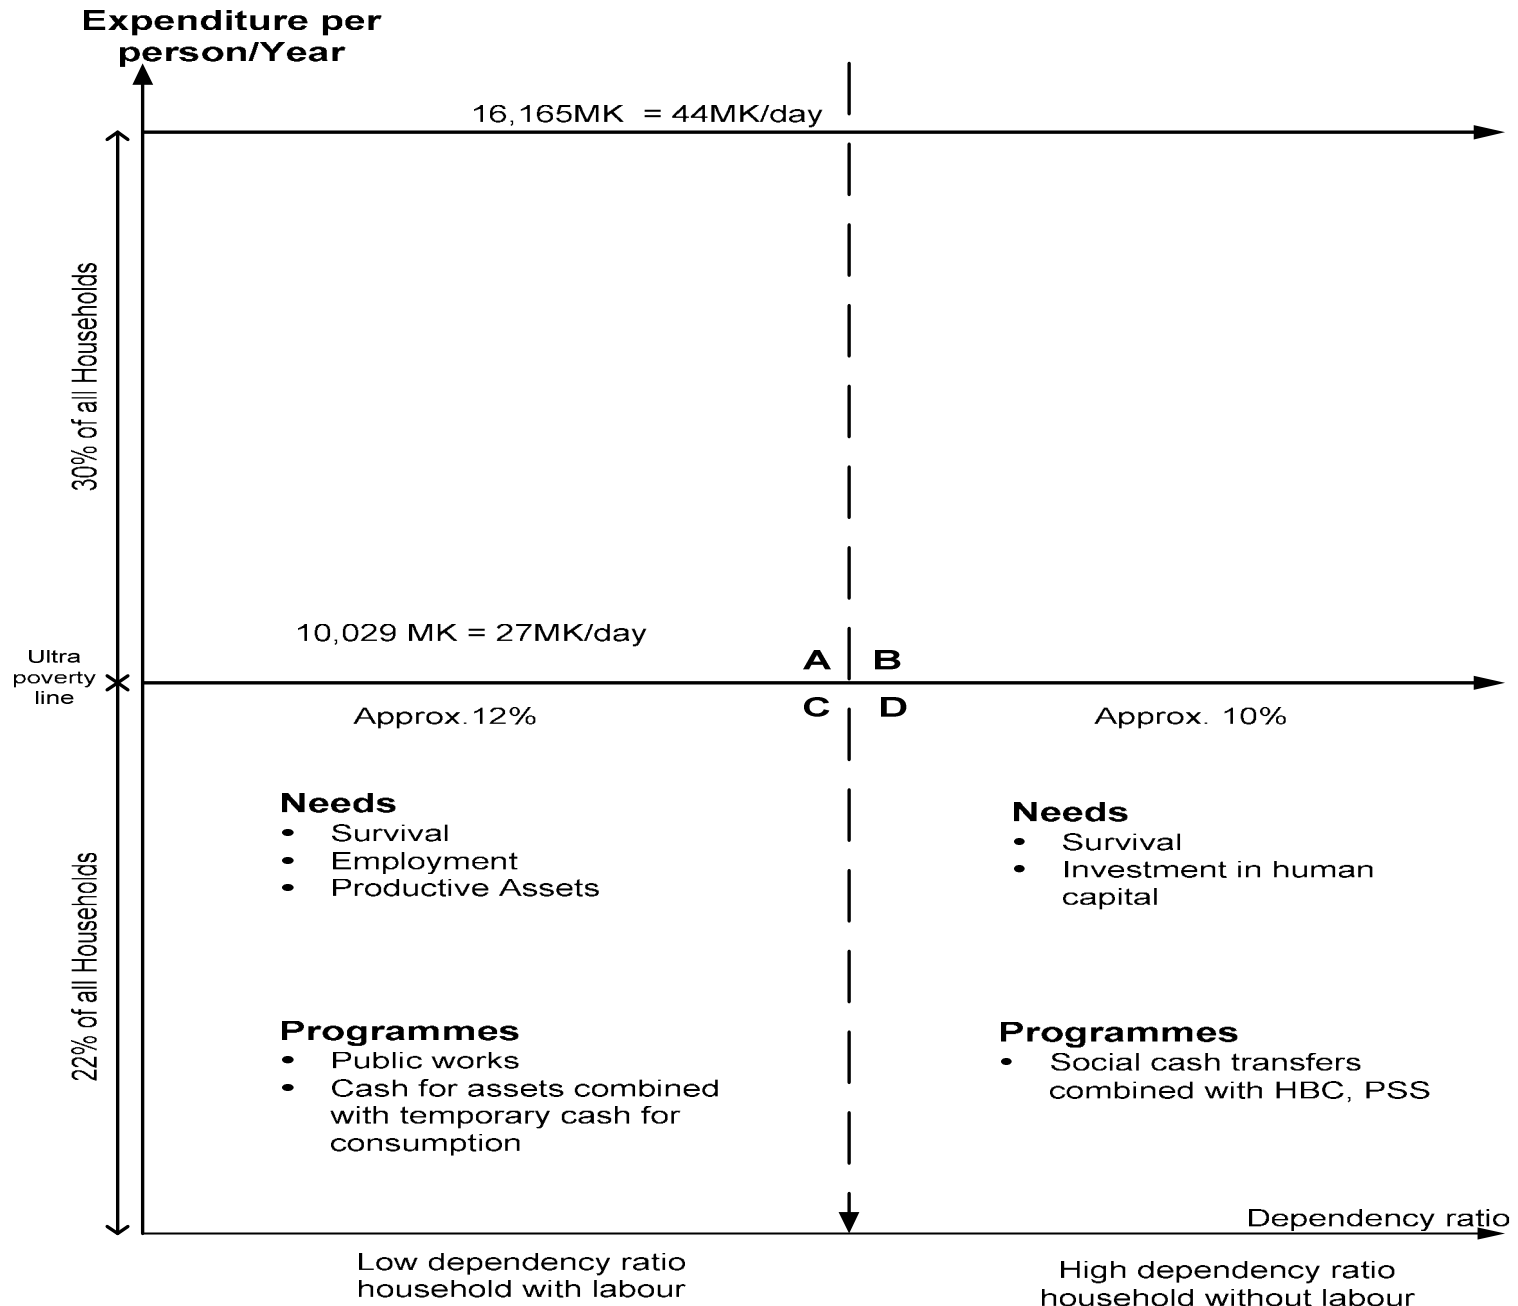 Expenditure per
person/Year
16,165MK = 44MK/day
30% of all Households
10,029 MK = 27MK/day
Ultra
poverty
line
A B
C D
Approx.12%
Approx. 10%
22% of all Households
Needs
• Survival
• Employment
• Productive Assets
Needs
• Survival
• Investment in human
capital
Programmes
• Public works
• Cash for assets combined
with temporary cash for
consumption
Programmes
• Social cash transfers
combined with HBC, PSS
Dependency ratio
Low dependency ratio
household with labour
High dependency ratio
household without labour